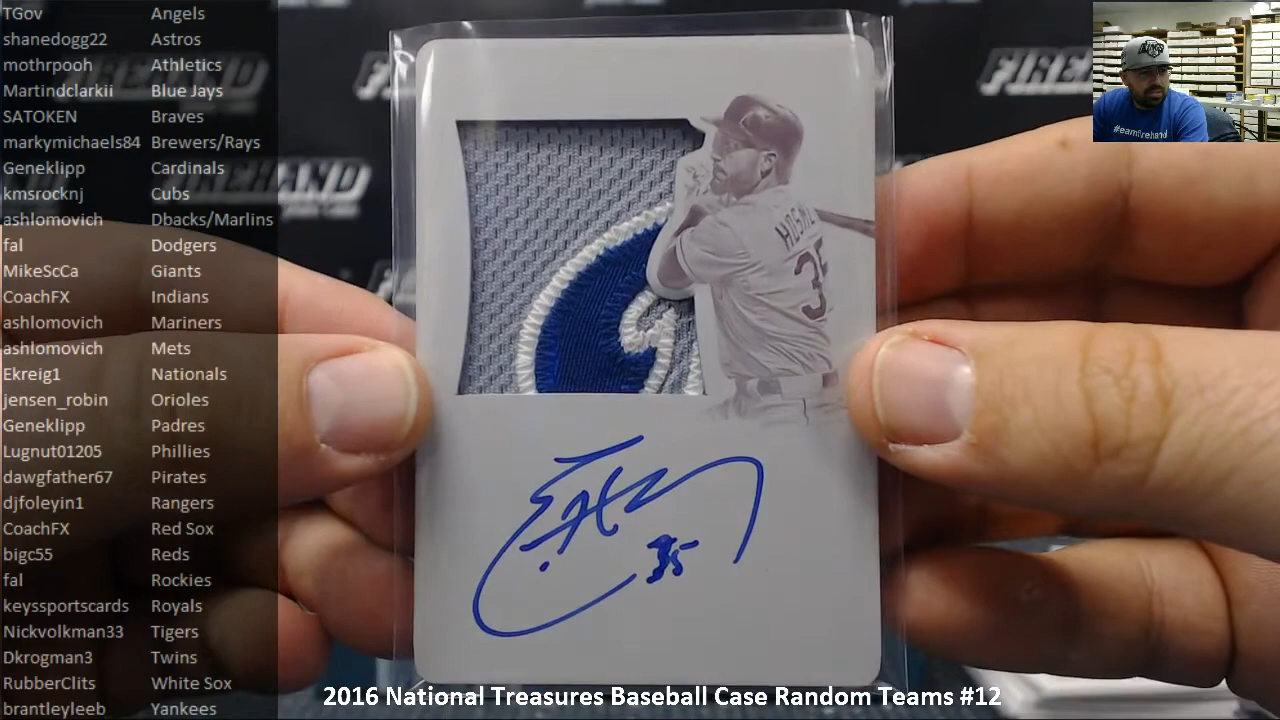 TGov Angels
shanedogg22 Astros
mothrpooh Athletics
Martindclarkii Blue Jays
SATOKEN Braves
markymichaels84 Brewers/Rays
Geneklipp Cardinals
kmsrocknj Cubs
ashlomovich Dbacks/Marlins
fal Dodgers
MikeScCa Giants
CoachFX Indians
ashlomovich Mariners
ashlomovich Mets
Ekreig1 Nationals
jensen_robin Orioles
Geneklipp Padres
Lugnut01205 Phillies
dawgfather67 Pirates
djfoleyin1 Rangers
CoachFX Red Sox
bigc55 Reds
fal Rockies
keyssportscards Royals
Nickvolkman33 Tigers
Dkrogman3 Twins
RubberClits White Sox
brantleyleeb Yankees
FIREHAND
FIREHAND
35
35
2016 National Treasures Baseball Case Random Teams #12